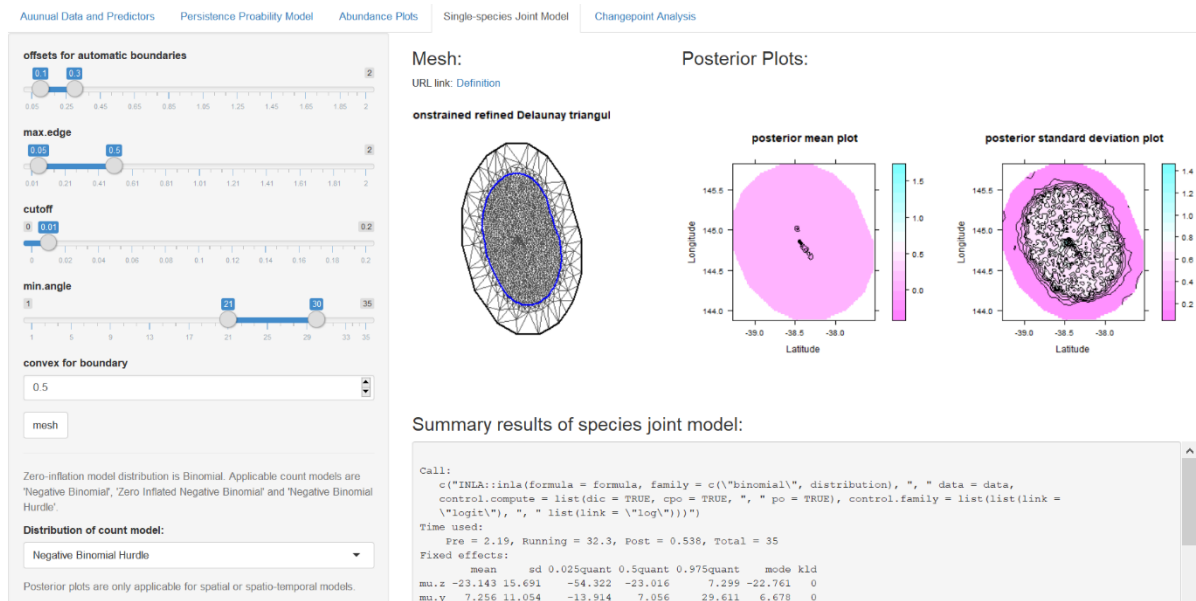 Auunual Data and Predictors Persistence Proability Model Abundance Plots Single-species Joint Model Changepoint Analysis
offsets for automatic boundaries
0.1 0.3 2
0.05 0.25 0.45 0.65 0.85 1.05 1.25 1.45 1.65 1.85 2
max.edge
0.05 0.5 2
0.01 0.21 0.41 0.61 0.81 1.01 1.21 1.41 1.61 1.81 2
cutoff
0 0.01 0.2
0 0.02 0.04 0.06 0.08 0.1 0.12 0.14 0.16 0.18 0.2
min.angle
1 21 30 35
1 5 9 13 17 21 25 29 33 35
convex for boundary
0.5
mesh
Zero-inflation model distribution is Binomial. Applicable count models are
'Negative Binomial', 'Zero Inflated Negative Binomial' and 'Negative Binomial
Hurdle'.
Distribution of count model:
Negative Binomial Hurdle
Posterior plots are only applicable for spatial or spatio-temporal models.
Mesh:
URL link: Definition
onstrained refined Delaunay triangul
Posterior Plots:
posterior mean plot
145.5
145.0
144.5
144.0
Longitude
-39.0 -38.5 -38.0
Latitude
1.5
1.0
0.5
0.0
posterior standard deviation plot
145.5
145.0
144.5
144.0
Longitude
-39.0 -38.5 -38.0
Latitude
1.4
1.2
1.0
0.8
0.6
0.4
0.2
Summary results of species joint model:
Call:
c("INLA::inla(formula = formula, family = c(\"binomial\", distribution), ", " data = data,
control.compute = list(dic = TRUE, cpo = TRUE, ", " po = TRUE), control.family = list(list(link =
\"logit\"), ", " list(link = \"log\")))")
Time used:
Pre = 2.19, Running = 32.3, Post = 0.538, Total = 35
Fixed effects:
mean sd 0.025quant 0.5quant 0.975quant mode kld
mu.z -23.143 15.691 -54.322 -23.016 7.299 -22.761 0
mu.y 7.256 11.054 -13.914 7.056 29.611 6.678 0